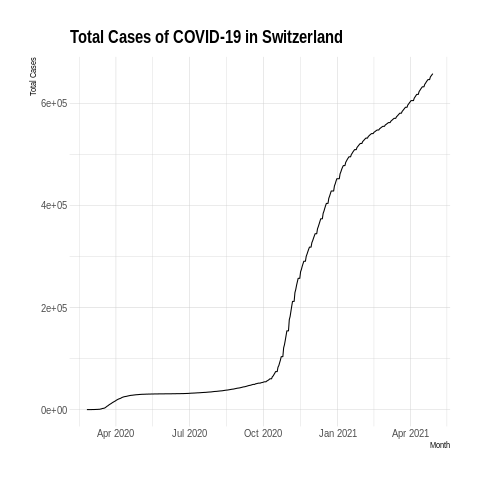 Total Cases of COVID-19 in Switzerland
Total Cases
6e+05
4e+05
2e+05
0e+00
Apr 2020 Jul 2020 Oct 2020 Jan 2021 Apr 2021
Month